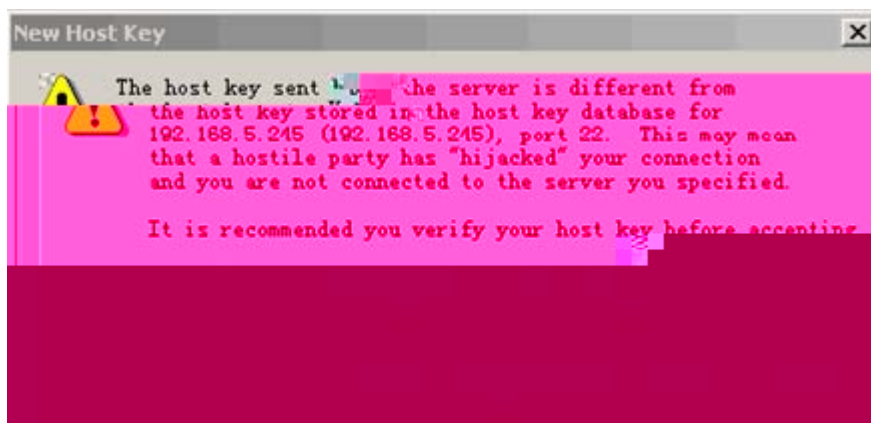 New Host Key
The host key sent the server is different from
the host key stored in the host key database for
192.168.5.245 (192.168.5.245), port 22. This may mean
that a hostile party has "hijacked" your connection
and you are not connected to the server you specified.
It is recommended you verify your host key before accepting